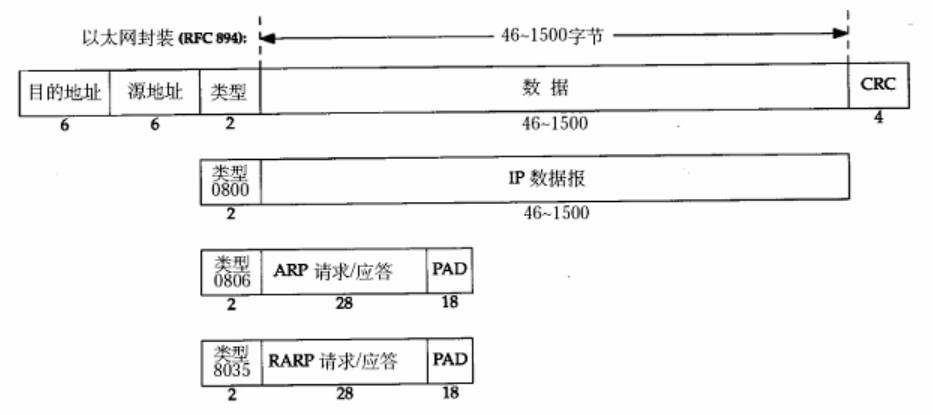 以太网封装 (RFC 894):
46~1500字节
目的地址 源地址 类型 数 据 CRC
6 6 2 46~1500 4
类型
0800
IP 数据报
2 46~1500
类型
0806
ARP 请求/应答 PAD
2 28 18
类型
8035
RARP 请求/应答 PAD
2 28 18